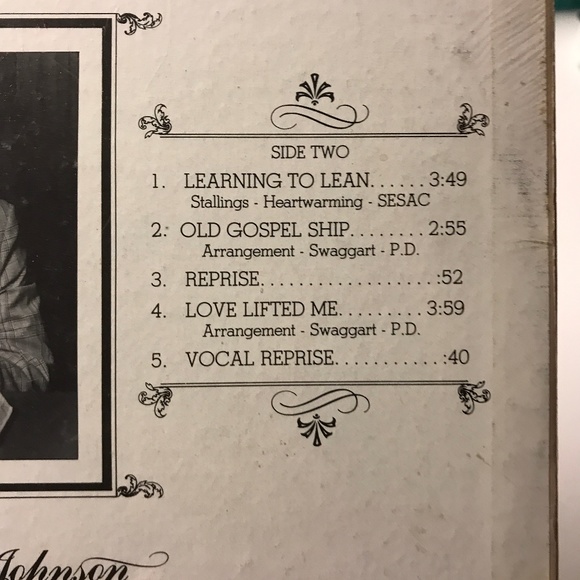 SIDE TWO
1. LEARNING TO LEAN. . . . . . 3:49
Stallings - Heartwarming - SESAC
2. OLD GOSPEL SHIP. . . . . . . . 2:55
Arrangement - Swaggart - P.D.
3. REPRISE. . . . . . . . . . . . . . . . . . :52
4. LOVE LIFTED ME. . . . . . . . . 3:59
Arrangement - Swaggart - P.D.
5. VOCAL REPRISE. . . . . . . . . . . :40
Johnson